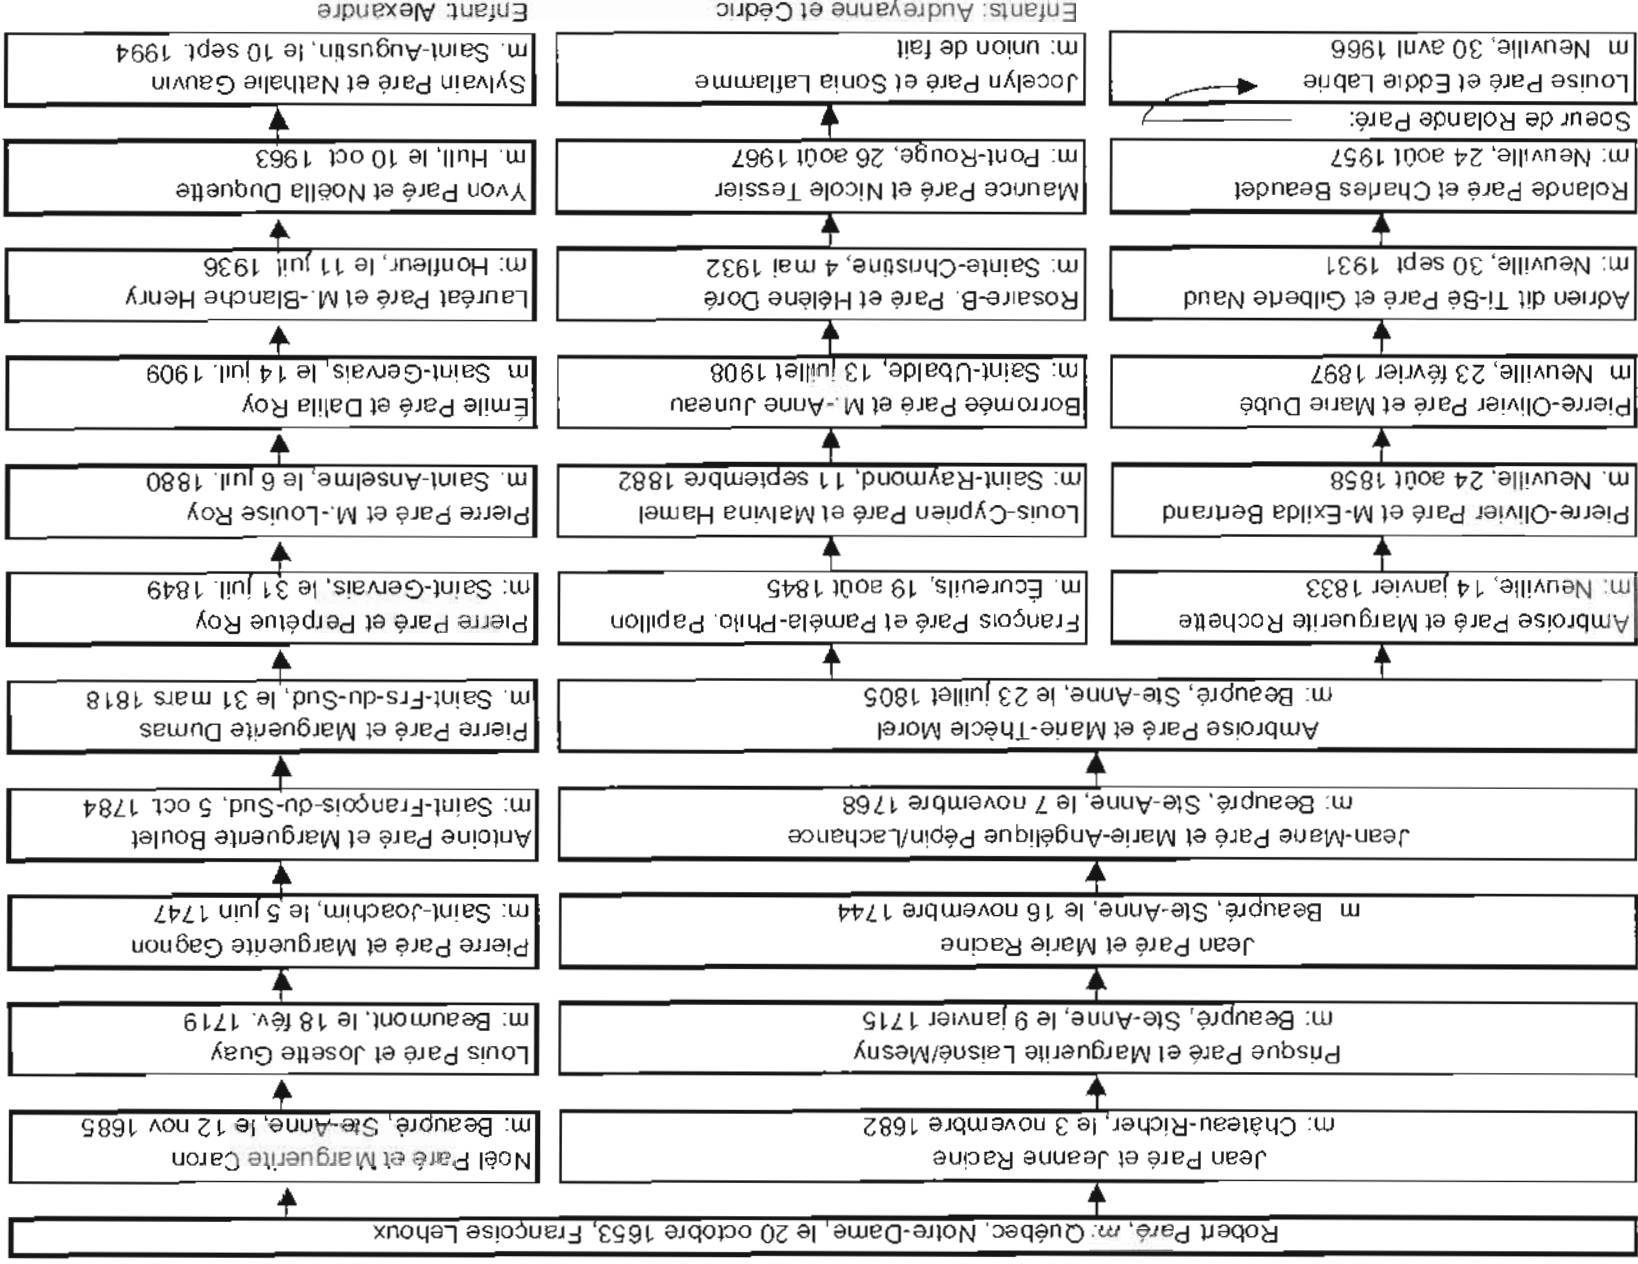 Robert Paré, m: Québec, Notre-Dame, le 20 octobre 1653, Françoise Lehoux
Jean Paré et Jeanne Racine
m: Château-Richer, le 3 novembre 1682
Prisque Paré et Marguerite Laisné/Mesny
m: Beaupré, Ste-Anne, le 9 janvier 1715
Jean Paré et Marie Racine
m Beaupré, Ste-Anne, le 16 novembre 1744
Jean-Marie Paré et Marie-Angélique Pépin/Lachance
m: Beaupré, Ste-Anne, le 7 novembre 1768
Ambroise Paré et Marie-Thècle Morel
m: Beaupré, Ste-Anne, le 23 juillet 1805
Ambroise Paré et Marguerite Rochette
m: Neuville, 14 janvier 1833
Pierre-Olivier Paré et M-Exilda Bertrand
m. Neuville, 24 août 1858
Pierre-Olivier Paré et Marie Dubé
m Neuville, 23 février 1897
Adrien dit Ti-Bé Paré et Gilberte Naud
m: Neuville, 30 sept 1931
Rolande Paré et Charles Beaudet
m: Neuville, 24 août 1957
Soeur de Rolande Paré:
Louise Paré et Eddie Labrie
m Neuville, 30 avril 1966
François Paré et Paméla-Philo. Papillon
m. Écureuils, 19 août 1845
Louis-Cyprien Paré et Malvina Hamel
m: Saint-Raymond, 11 septembre 1882
Borromée Paré et M.-Anne Juneau
m: Saint-Ubalde, 13 juillet 1908
Rosaire-B. Paré et Hélène Doré
m: Sainte-Christine, 4 mai 1932
Maurice Paré et Nicole Tessier
m: Pont-Rouge, 26 août 1967
Jocelyn Paré et Sonia Laflamme
m: union de fait
Enfants: Audreyanne et Cédric
Noël Paré et Marguerite Caron
m: Beaupré, Ste-Anne, le 12 nov 1685
Louis Paré et Josette Guay
m: Beaumont, le 18 fév. 1719
Pierre Paré et Marguerite Gagnon
m: Saint-Joachim, le 5 juin 1747
Antoine Paré et Marguerite Boulet
m: Saint-François-du-Sud, 5 oct 1784
Pierre Paré et Marguerite Dumas
m. Saint-Frs-du-Sud, le 31 mars 1818
Pierre Paré et Perpétue Roy
m: Saint-Gervais, le 31 juil. 1849
Pierre Paré et M.-Louise Roy
m. Saint-Anselme, le 6 juil. 1880
Émile Paré et Dalila Roy
m Saint-Gervais, le 14 juil. 1909
Lauréat Paré et M.-Blanche Henry
m: Honfleur, le 11 juil 1936
Yvon Paré et Noëlla Duquette
m. Hull, le 10 oct 1963
Sylvain Paré et Nathalie Gauvin
m. Saint-Augustin, le 10 sept. 1994
Enfant: Alexandre